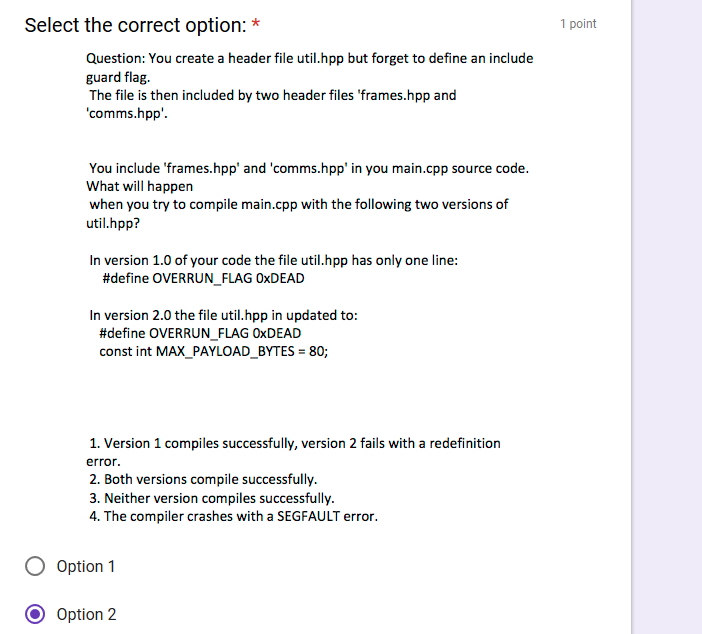 Select the correct option: *
1 point
Question: You create a header file util.hpp but forget to define an include
guard flag.
The file is then included by two header files 'frames.hpp and
'comms.hpp'.
You include 'frames.hpp' and 'comms.hpp' in you main.cpp source code.
What will happen
when you try to compile main.cpp with the following two versions of
util.hpp?
In version 1.0 of your code the file util.hpp has only one line:
#define OVERRUN_FLAG 0xDEAD
In version 2.0 the file util.hpp in updated to:
#define OVERRUN_FLAG 0xDEAD
const int MAX_PAYLOAD_BYTES = 80;
1. Version 1 compiles successfully, version 2 fails with a redefinition
error.
2. Both versions compile successfully.
3. Neither version compiles successfully.
4. The compiler crashes with a SEGFAULT error.
Option 1
Option 2